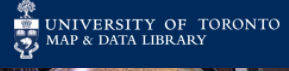 UNIVERSITY OF TORONTO
MAP & DATA LIBRARY